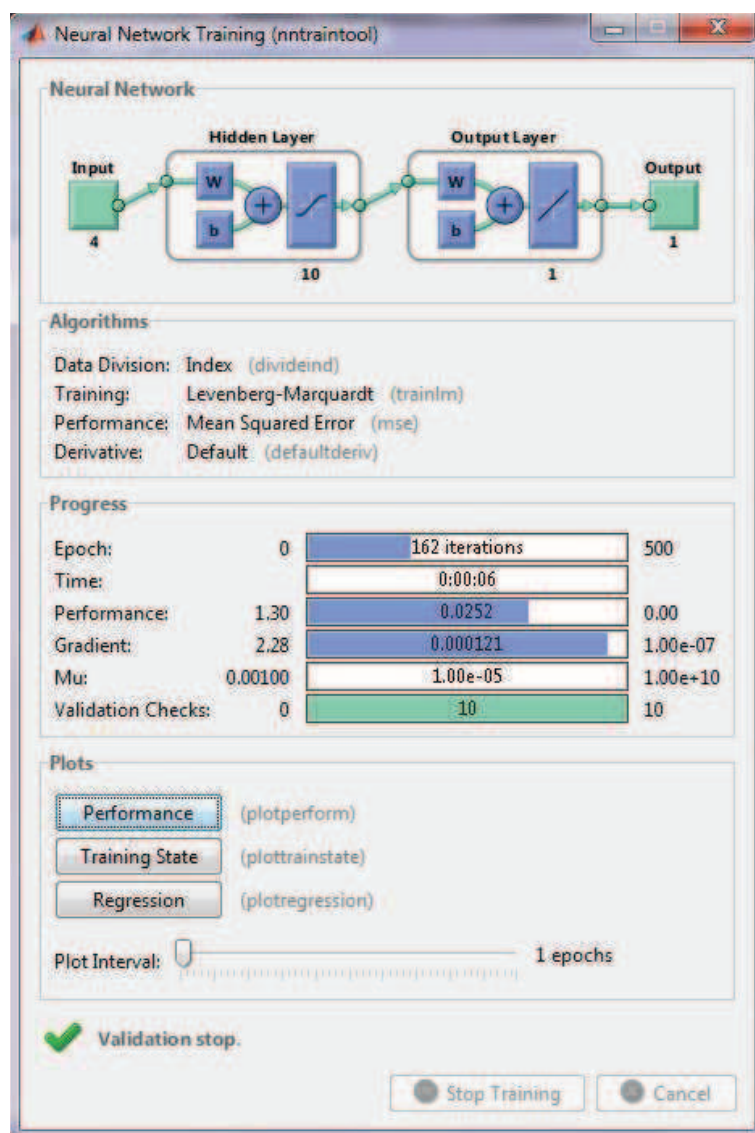 Neural Network Training (nntraintool)
Neural Network
Hidden Layer
Output Layer
Input
Output
W
W
b
b
4
10
1
1
Algorithms
Data Division: Index (divideind)
Training: Levenberg-Marquardt (trainlm)
Performance: Mean Squared Error (mse)
Derivative: Default (defaultderiv)
Progress
Epoch: 0 162 iterations 500
Time: 0:00:06
Performance: 1.30 0.0252 0.00
Gradient: 2.28 0.000121 1.00e-07
Mu: 0.00100 1.00e-05 1.00e+10
Validation Checks: 0 10 10
Plots
Performance (plotperform)
Training State (plottrainstate)
Regression (plotregression)
Plot Interval: 1 epochs
Validation stop.
Stop Training Cancel